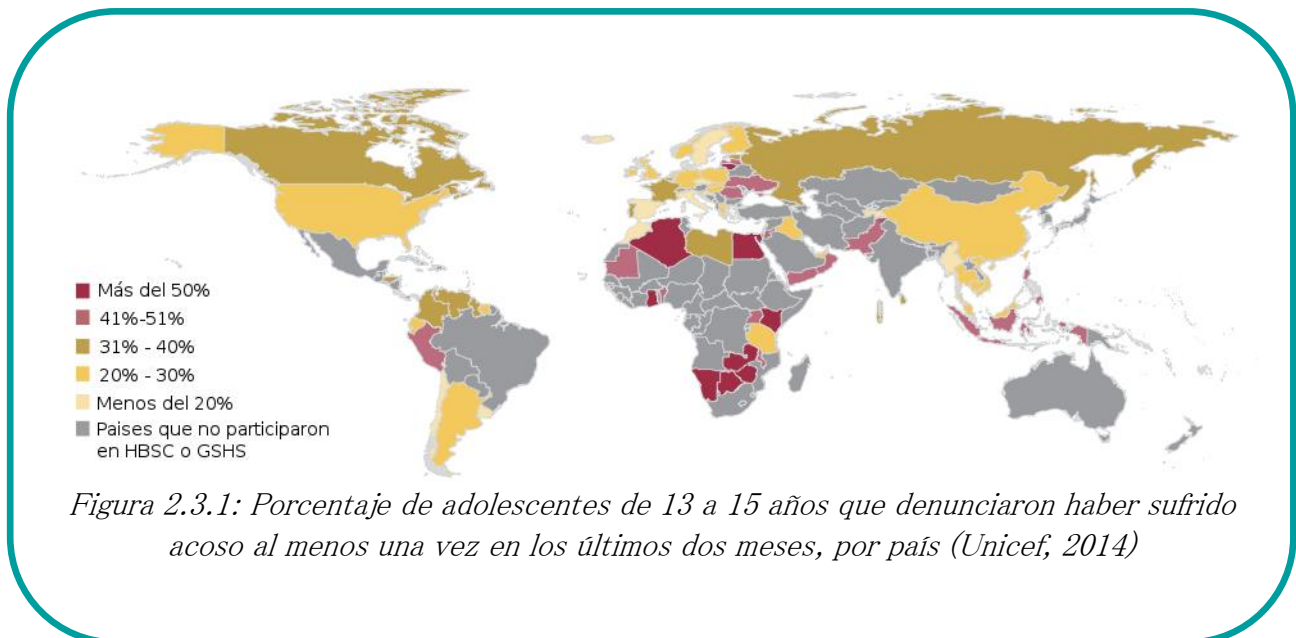 Más del 50%
41%-51%
31% - 40%
20% - 30%
Menos del 20%
Paises que no participaron
en HBSC o GSHS
Figura 2.3.1: Porcentaje de adolescentes de 13 a 15 años que denunciaron haber sufrido
acoso al menos una vez en los últimos dos meses, por país (Unicef, 2014)